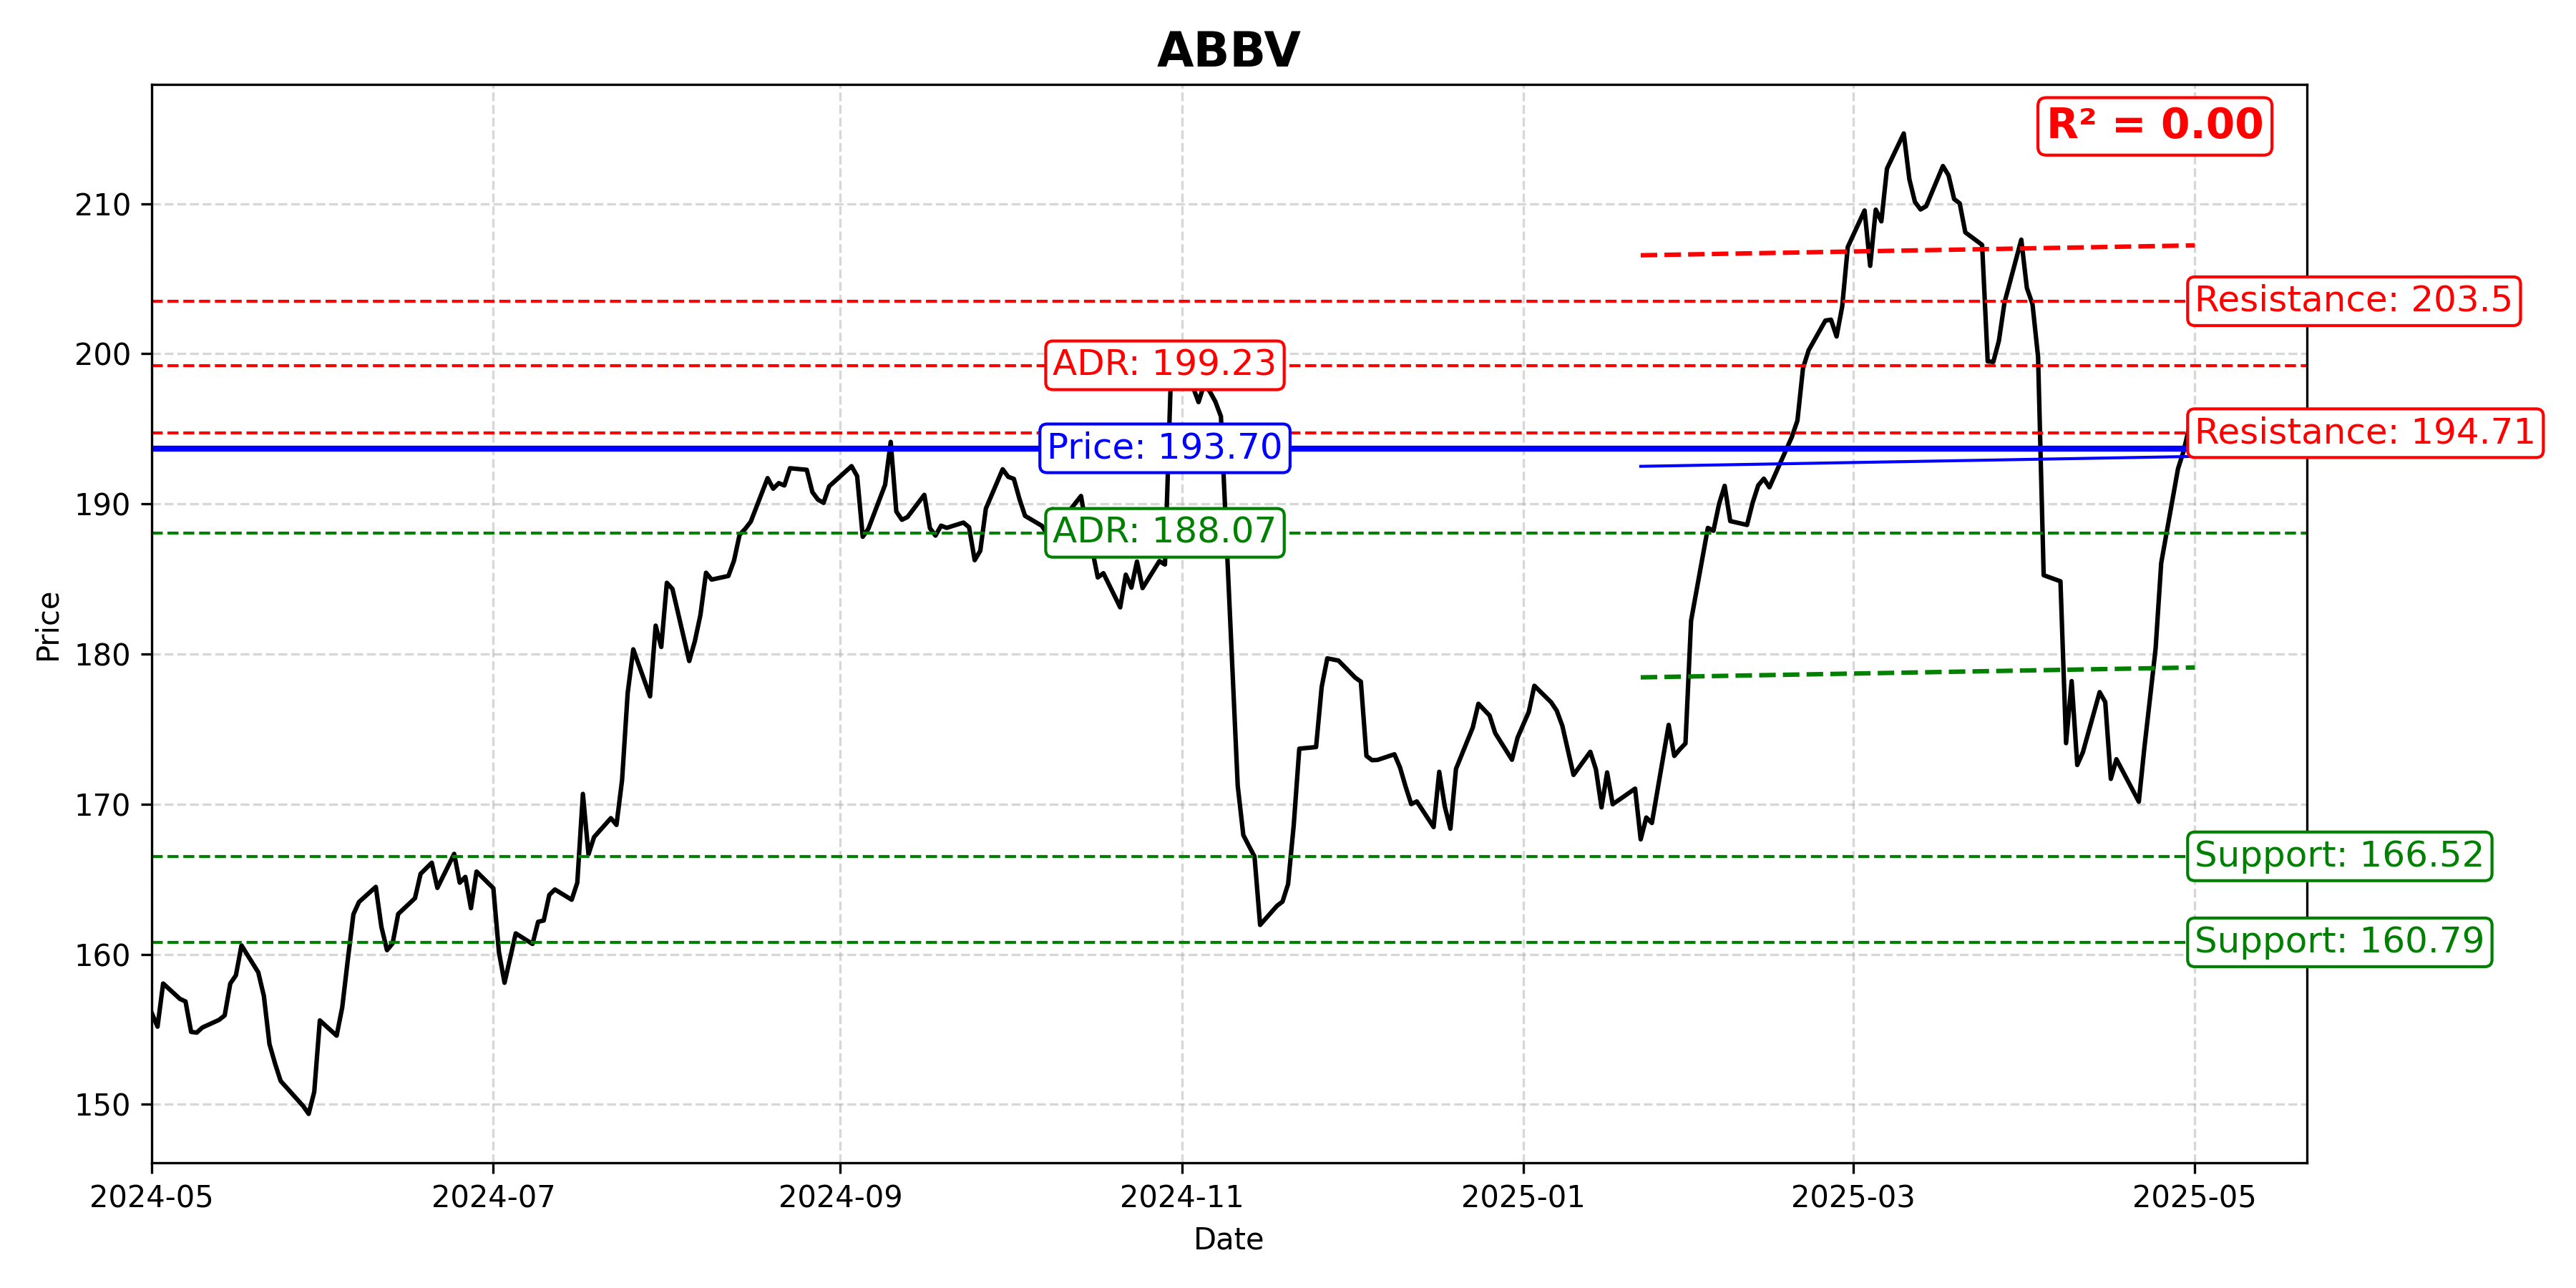 ABBV
R² = 0.00
210
Resistance: 203.5
200
ADR: 199.23
Resistance: 194.71
Price: 193.70
190
ADR: 188.07
Price
180
170
Support: 166.52
Support: 160.79
160
150
2024-05
2024-07
2024-09
2024-11
2025-01
2025-03
2025-05
Date